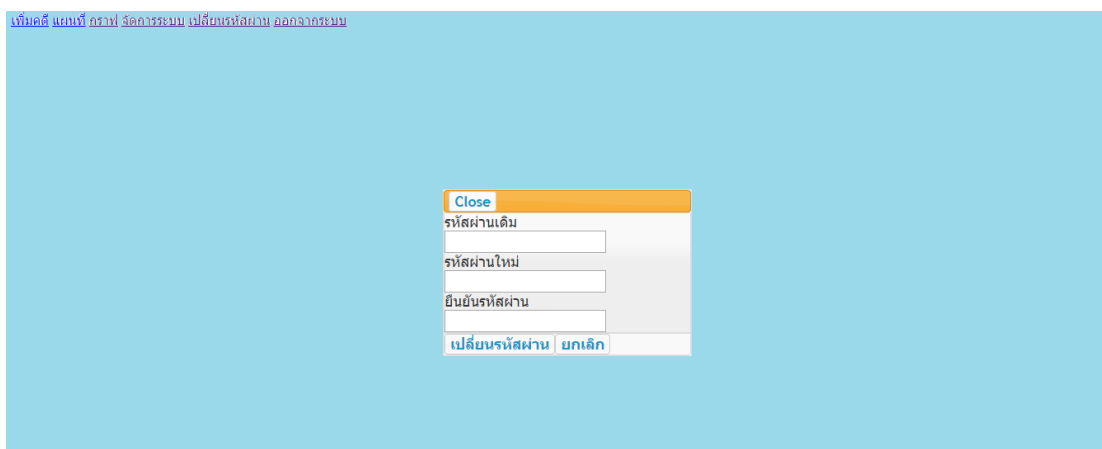 เพิ่มคดี แผนที่ กราฟ จัดการระบบ เปลี่ยนรหัสผ่าน ออกจากระบบ
Close
รหัสผ่านเดิม
รหัสผ่านใหม่
ยืนยันรหัสผ่าน
เปลี่ยนรหัสผ่าน ยกเลิก